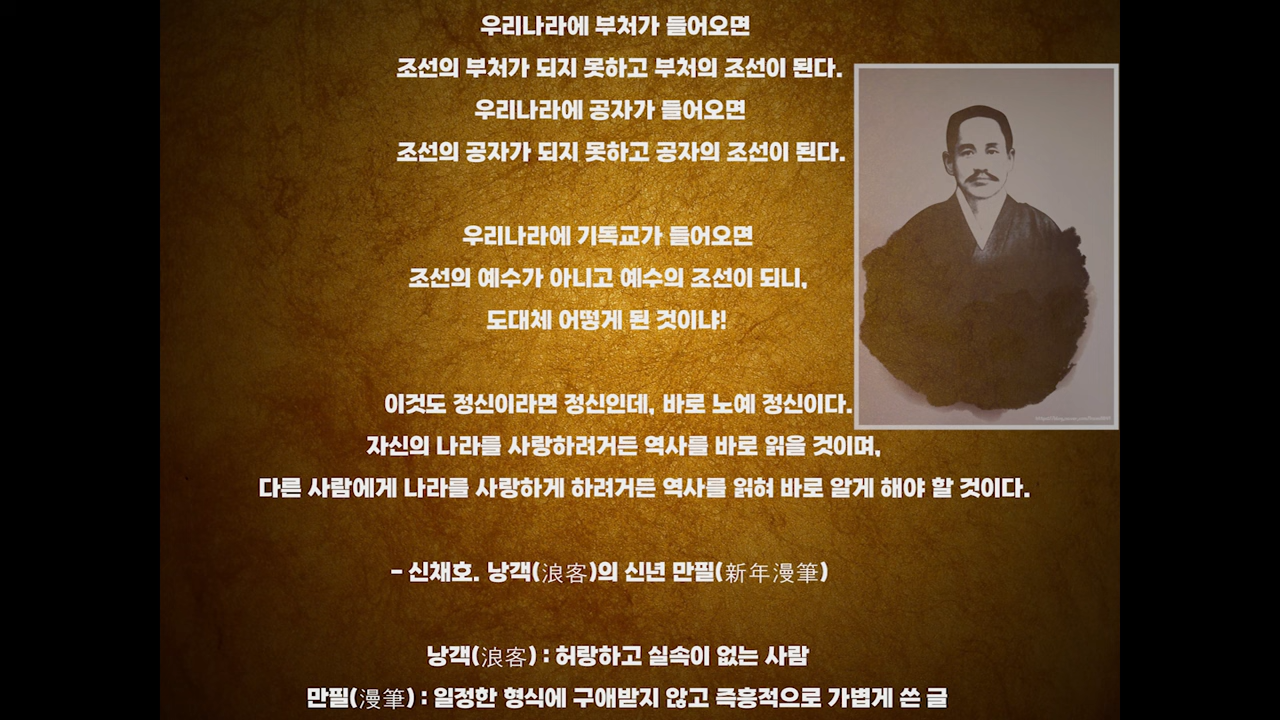 우리나라에 부처가 들어오면
조선의 부처가 되지 못하고 부처의 조선이 된다.
우리나라에 공자가 들어오면
조선의 공자가 되지 못하고 공자의 조선이 된다.
우리나라에 기독교가 들어오면
조선의 예수가 아니고 예수의 조선이 되니,
도대체 어떻게 된 것이냐!
이것도 정신이라면 정신인데, 바로 노예 정신이다.
자신의 나라를 사랑하려거든 역사를 바로 읽을 것이며,
다른 사람에게 나라를 사랑하게 하려거든 역사를 읽혀 바로 알게 해야 할 것이다.
- 신채호. 낭객(浪客)의 신년 만필(新年漫筆)
낭객(浪客) : 허랑하고 실속이 없는 사람
만필(漫筆) : 일정한 형식에 구애받지 않고 즉흥적으로 가볍게 쓴 글